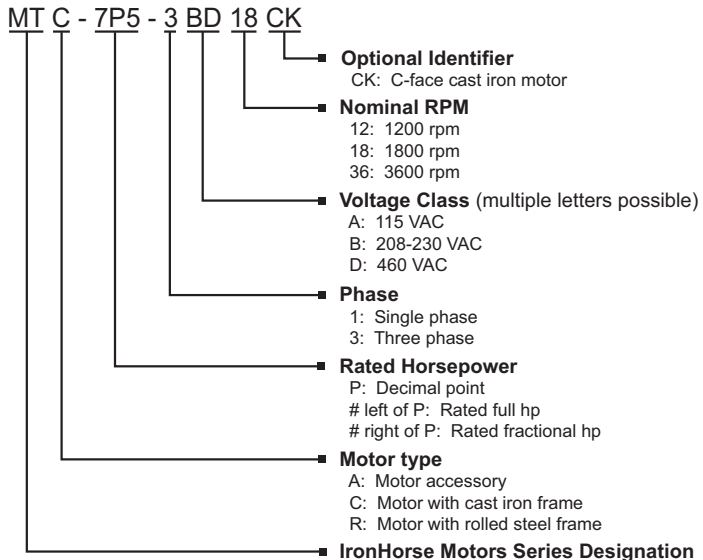 MT C - 7P5 - 3 BD 18 CK
Optional Identifier
CK: C-face cast iron motor
Nominal RPM
12: 1200 rpm
18: 1800 rpm
36: 3600 rpm
Voltage Class (multiple letters possible)
A: 115 VAC
B: 208-230 VAC
D: 460 VAC
Phase
1: Single phase
3: Three phase
Rated Horsepower
P: Decimal point
# left of P: Rated full hp
# right of P: Rated fractional hp
Motor type
A: Motor accessory
C: Motor with cast iron frame
R: Motor with rolled steel frame
IronHorse Motors Series Designation